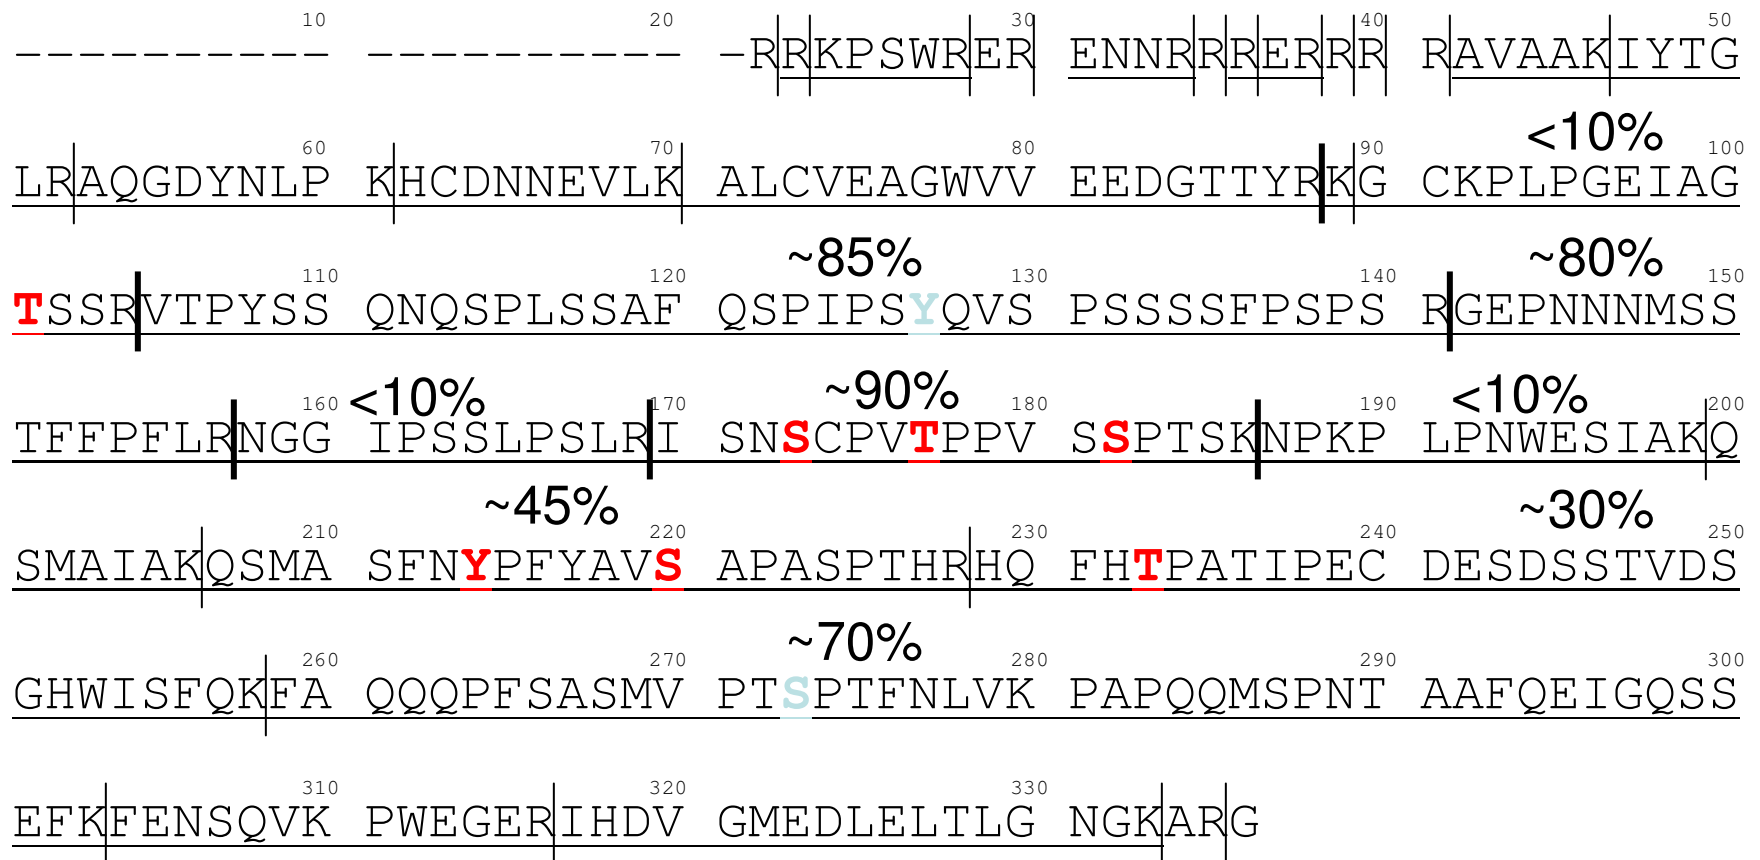 10 20 30 40 50
---------- ---------- -RRKPSWRER ENNRRRERRR RAVAAKIYTG
<10%
60 70 80 90 100
LRAQGDYNLP KHCDNNEVLK ALCVEAGWVV EEDGTTYRKG CKPLPGEIAG
~85% ~80%
110 120 130 140 150
TSSRVTPYSS QNQSPLSSAF QSPIPSYQVS PSSSSFPSPS RGEPNNNMSS
<10% ~90% <10%
160 170 180 190 200
TFFPFLRNGG IPSSLPSLRI SNSCPVTPPV SSPTSKNPKP LPNWESIAKQ
~45% ~30%
210 220 230 240 250
SMAIAKQSMA SFNYPFYAVS APASPTHRHQ FHTPATIPEC DESDSSTVDS
~70%
260 270 280 290 300
GHWISFQKFA QQQPFSASMV PTSPTFNLVK PAPQQMSPNT AAFQEIGQSS
310 320 330
EFKFENSQVK PWEGERIHDV GMEDLELTLG NGKARG